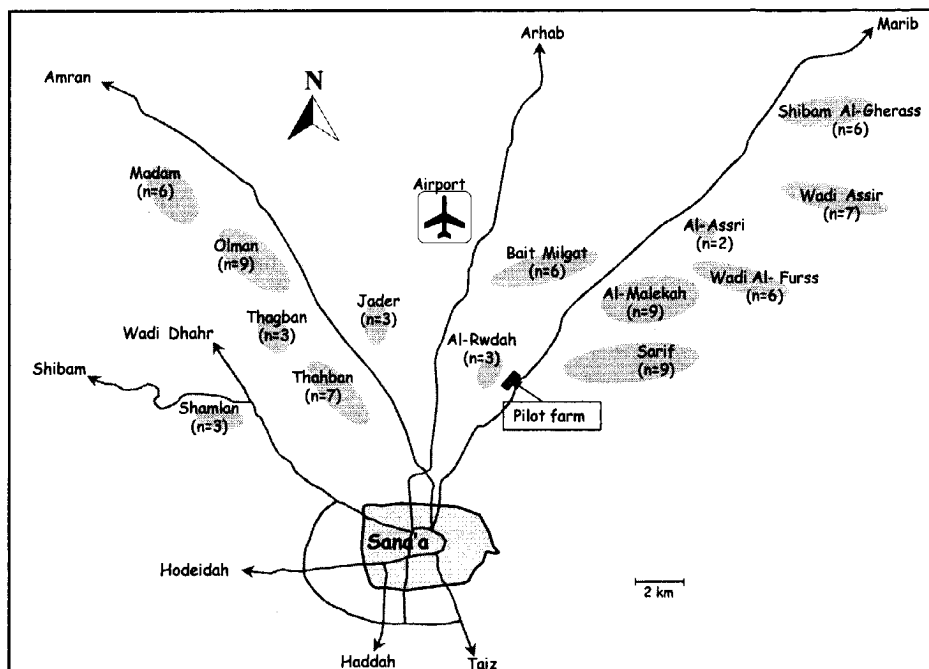 Marib
Arhab
Amran
N
Shibam Al-Gherass
(n=6)
Madam
(n=6)
Airport
Wadi Assir
(n=7)
Al-Assri
(n=2)
Olman
(n=9)
Bait Milgat
(n=6)
Wadi Al- Furss
(n=6)
Al-Malekah
(n=9)
Jader
(n=3)
Thagban
(n=3)
Wadi Dhahr
Al-Rwdah
(n=3)
Sarif
(n=9)
Shibam
Thahban
(n=7)
Shamlan
(n=3)
Pilot farm
Sana'a
Hodeidah
2 km
Haddah
Taiz